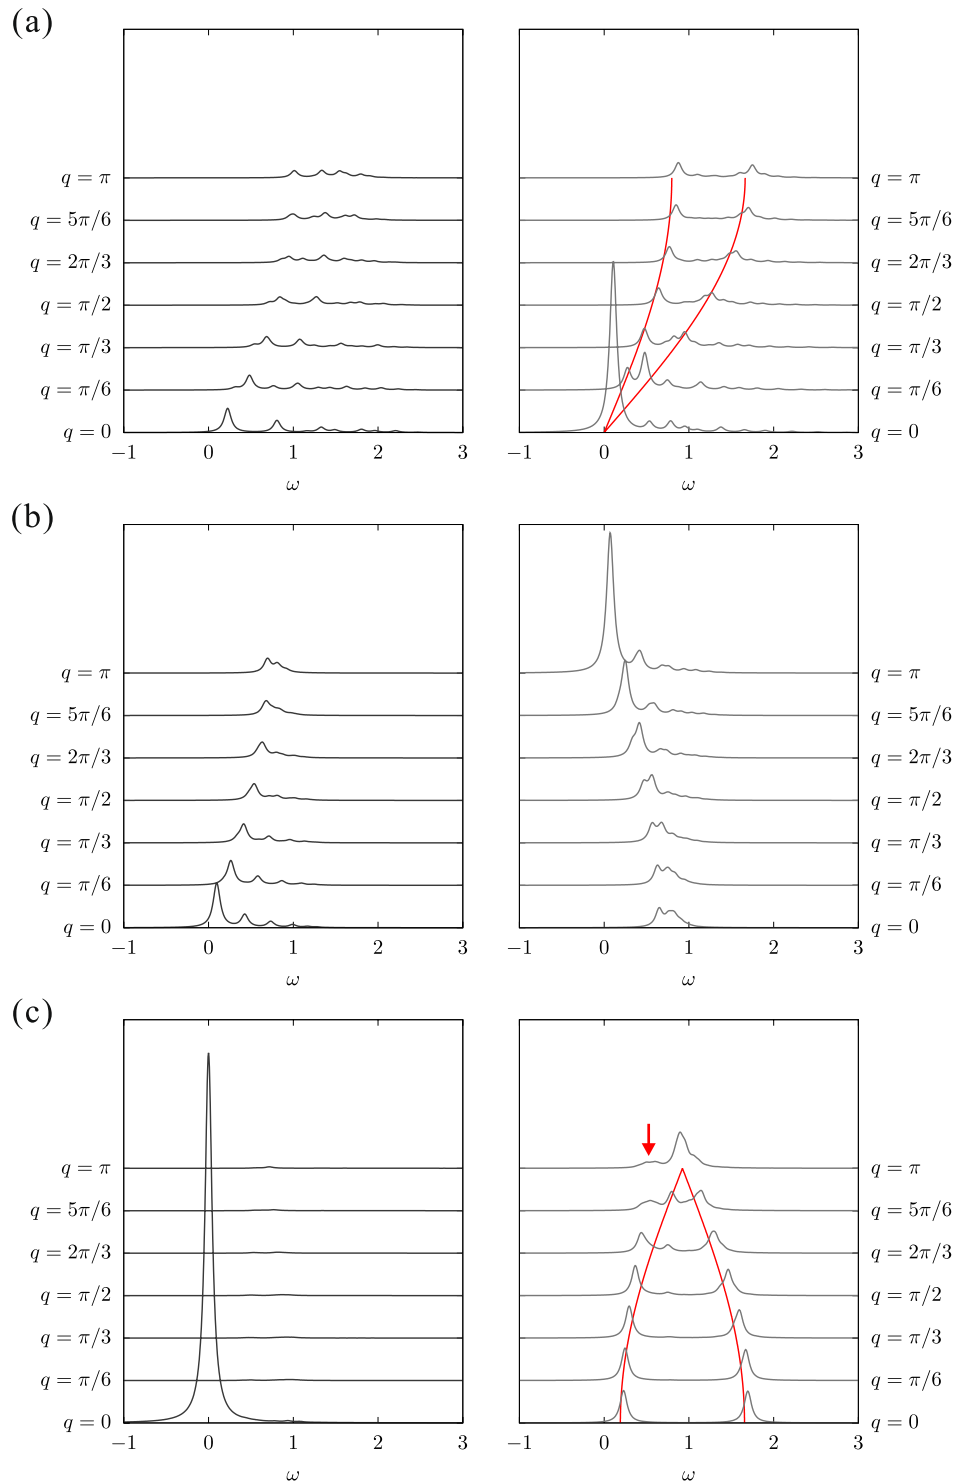 (a)
q = π
q = 5π/6
q = 2π/3
q = π/2
q = π/3
q = π/6
q = 0
−1 0 1 2 3
ω
q = π
q = 5π/6
q = 2π/3
q = π/2
q = π/3
q = π/6
q = 0
−1 0 1 2 3
ω
(b)
q = π
q = 5π/6
q = 2π/3
q = π/2
q = π/3
q = π/6
q = 0
−1 0 1 2 3
ω
q = π
q = 5π/6
q = 2π/3
q = π/2
q = π/3
q = π/6
q = 0
−1 0 1 2 3
ω
(c)
q = π
q = 5π/6
q = 2π/3
q = π/2
q = π/3
q = π/6
q = 0
−1 0 1 2 3
ω
q = π
q = 5π/6
q = 2π/3
q = π/2
q = π/3
q = π/6
q = 0
−1 0 1 2 3
ω